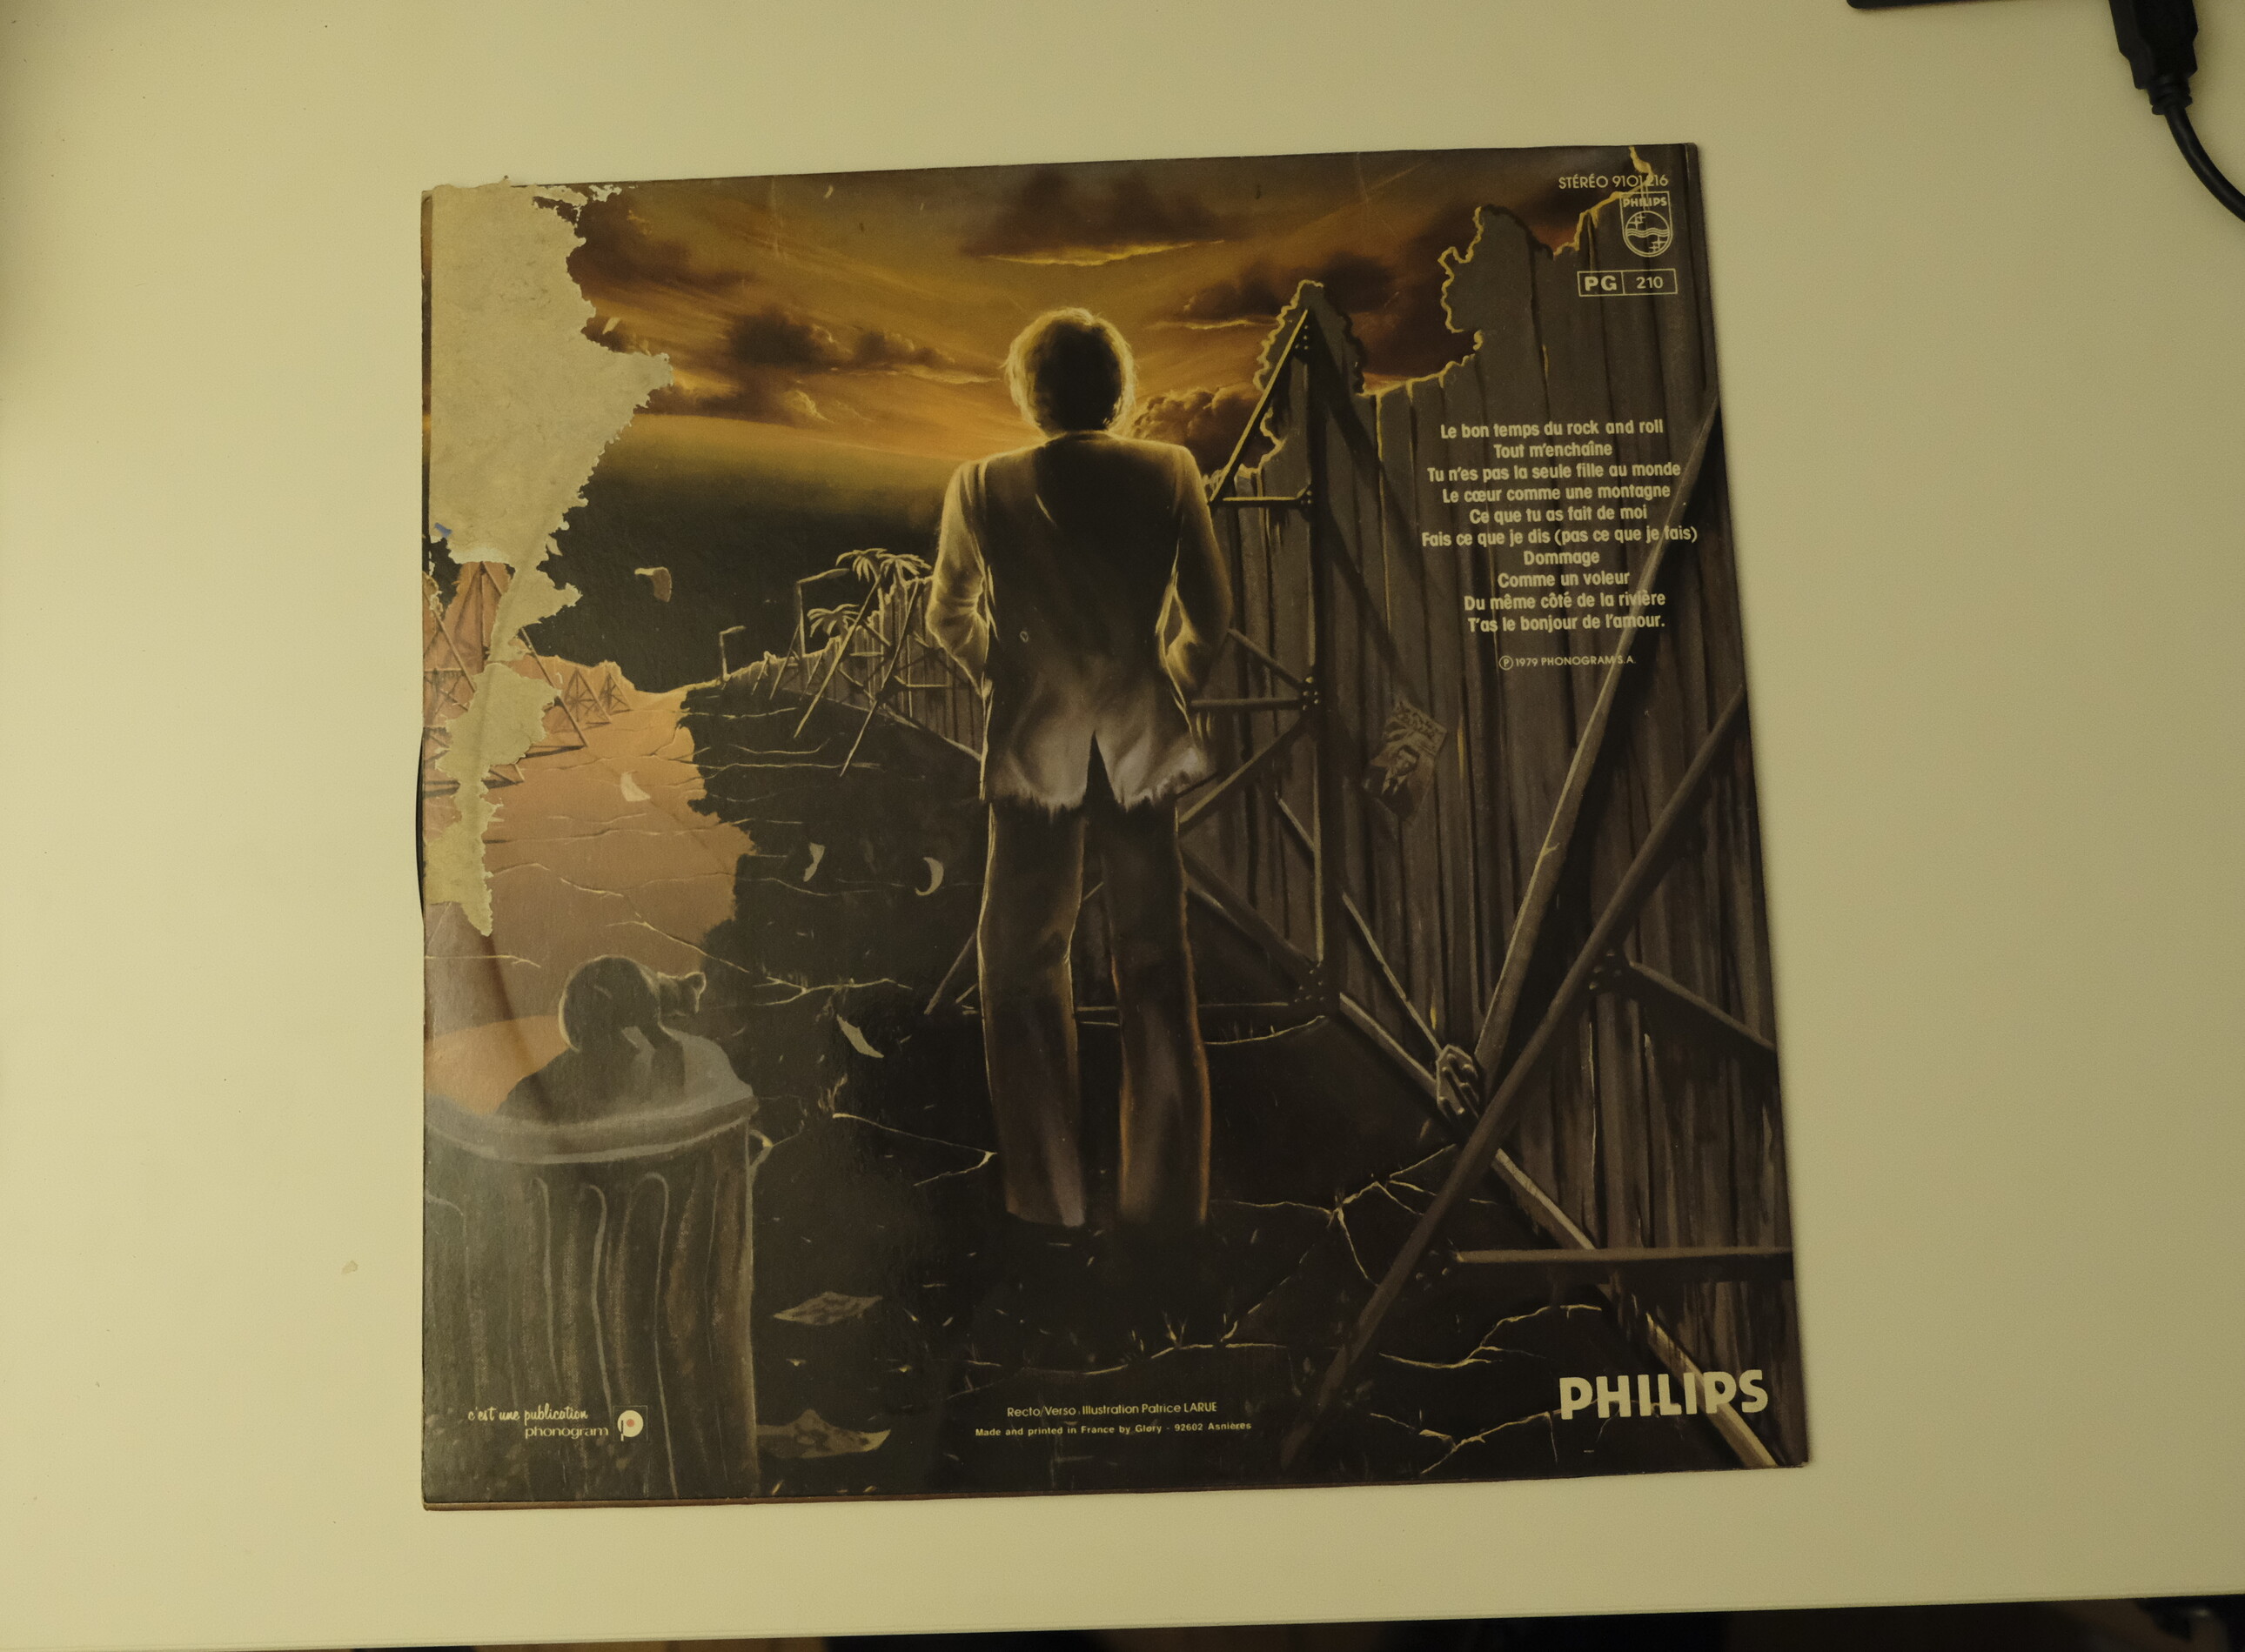 STÉRÉO 9101 216
PHILIPS
PG 210
Le bon temps du rock and roll
Tout m'enchaîne
Tu n'es pas la seule fille au monde
Le cœur comme une montagne
Ce que tu as fait de moi
Fais ce que je dis (pas ce que je fais)
Dommage
Comme un voleur
Du même côté de la rivière
T'as le bonjour de l'amour.
Ⓟ 1979 PHONOGRAM S.A.
PHILIPS
c'est une publication
phonogram
Recto/Verso : Illustration Patrice LARUE
Made and printed in France by Glory - 92602 Asnières